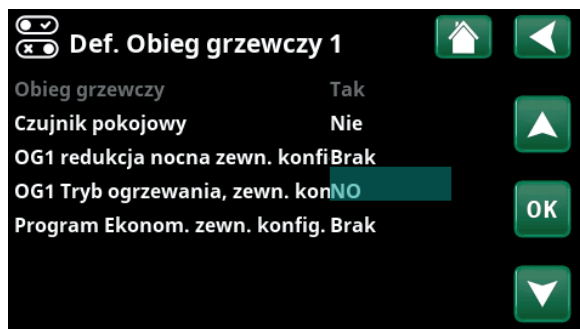 Def. Obieg grzewczy 1
Obieg grzewczy Tak
Czujnik pokojowy Nie
OG1 redukcja nocna zewn. konfi Brak
OG1 Tryb ogrzewania, zewn. kon NO
Program Ekonom. zewn. konfig. Brak
OK